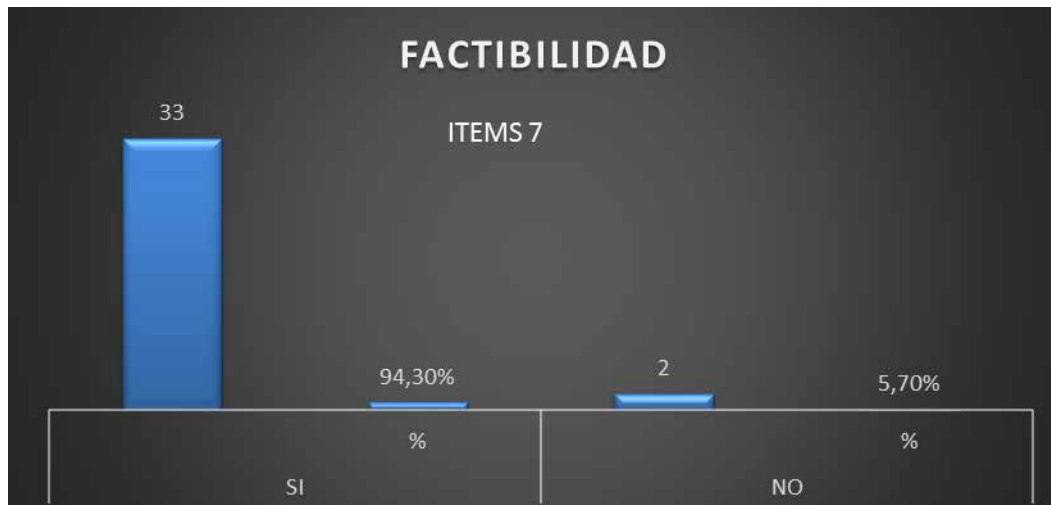 FACTIBILIDAD
ITEMS 7
33
94,30%
2
5,70%
%
%
SI
NO